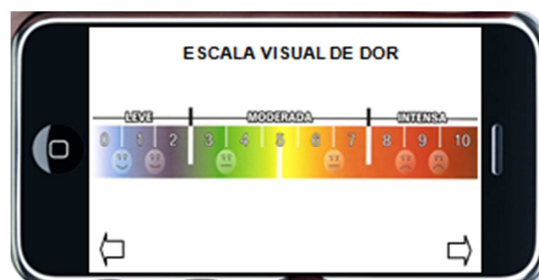 ESCALA VISUAL DE DOR
LEVE MODERADA INTENSA
0 1 2 3 4 5 6 7 8 9 10